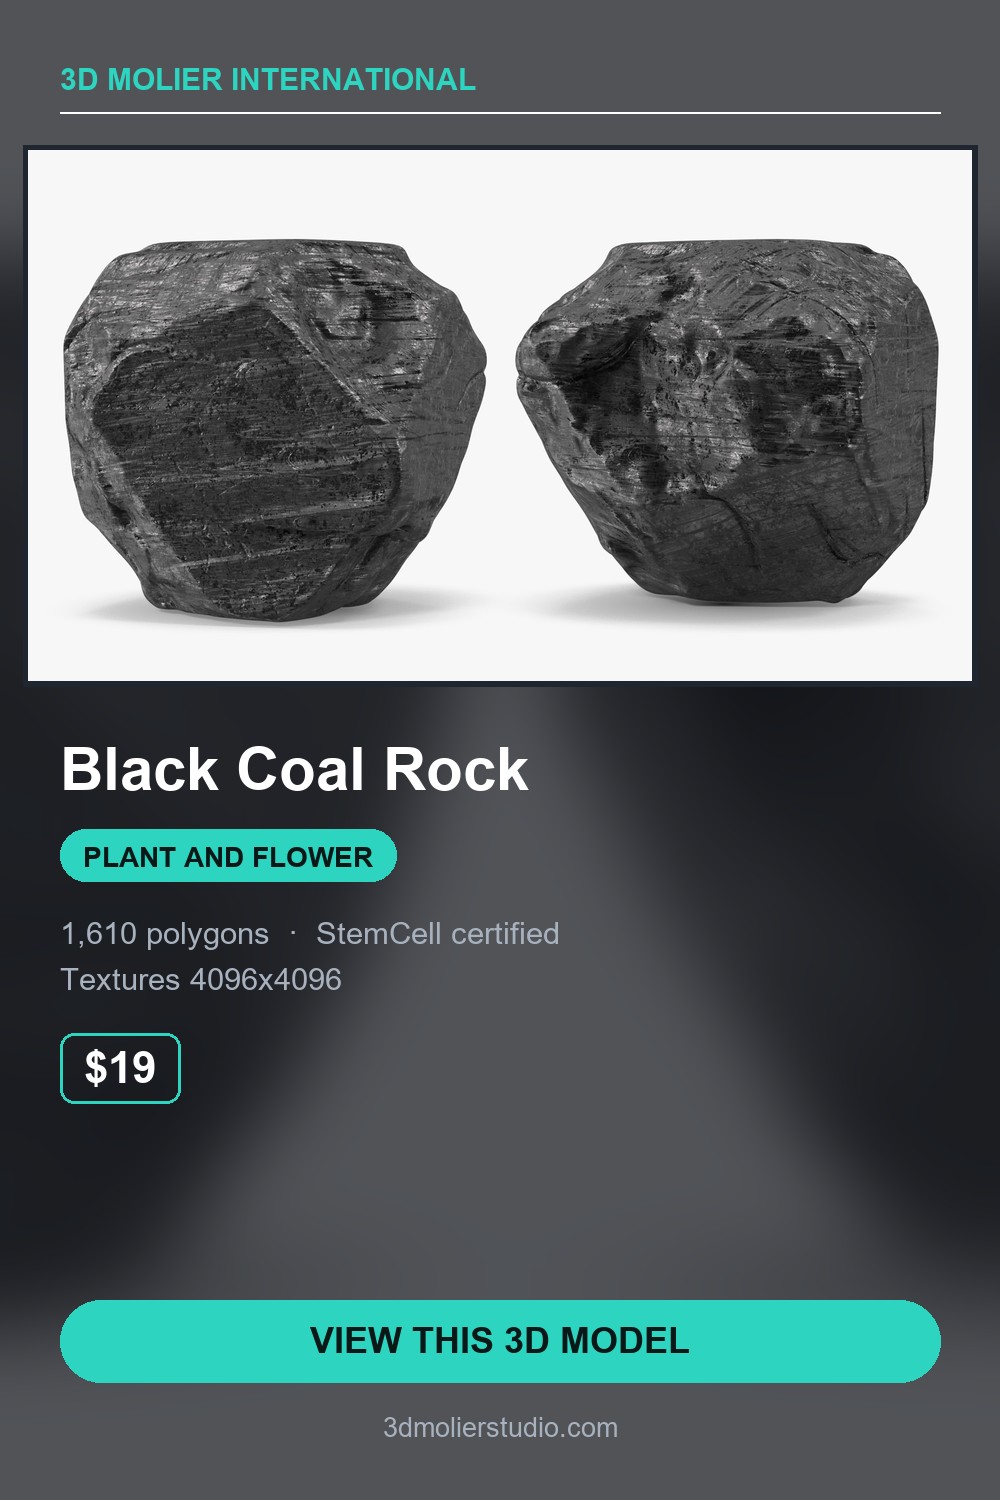 3D MOLIER INTERNATIONAL
Black Coal Rock
PLANT AND FLOWER
1,610 polygons · StemCell certified
Textures 4096x4096
$19
VIEW THIS 3D MODEL
3dmolierstudio.com